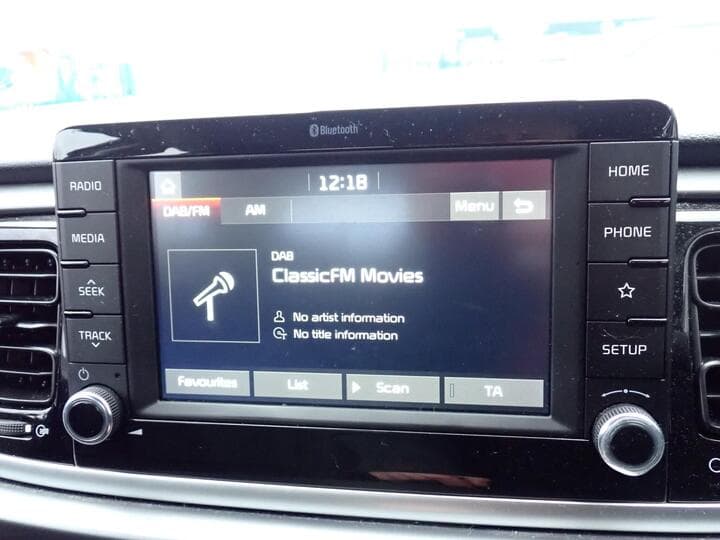 Bluetooth
RADIO
MEDIA
SEEK
TRACK
12:18
DAB/FM
AM
Menu
DAB
ClassicFM Movies
No artist information
No title information
Favourites
List
Scan
TA
HOME
PHONE
SETUP